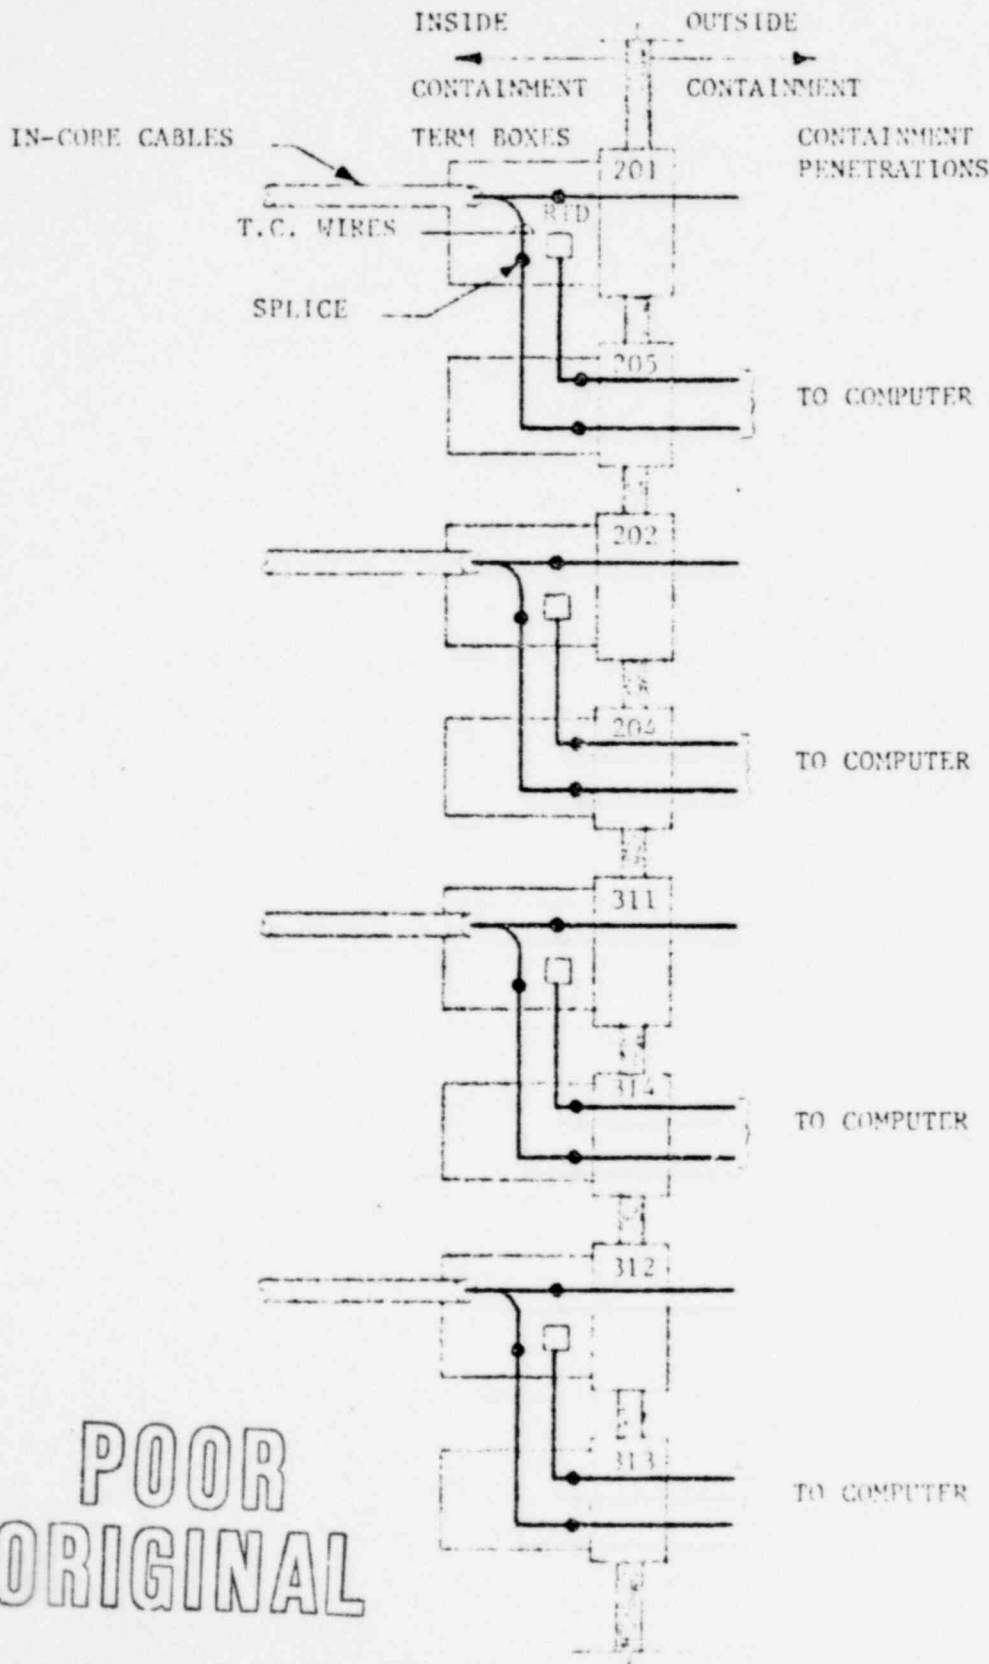 INSIDE
OUTSIDE
CONTAINMENT
CONTAINMENT
IN-CORE CABLES
TERM BOXES
CONTAINMENT
PENETRATIONS
201
T.C. WIRES
RTD
SPLICE
205
TO COMPUTER
202
204
TO COMPUTER
311
314
TO COMPUTER
312
313
TO COMPUTER
POOR
ORIGINAL